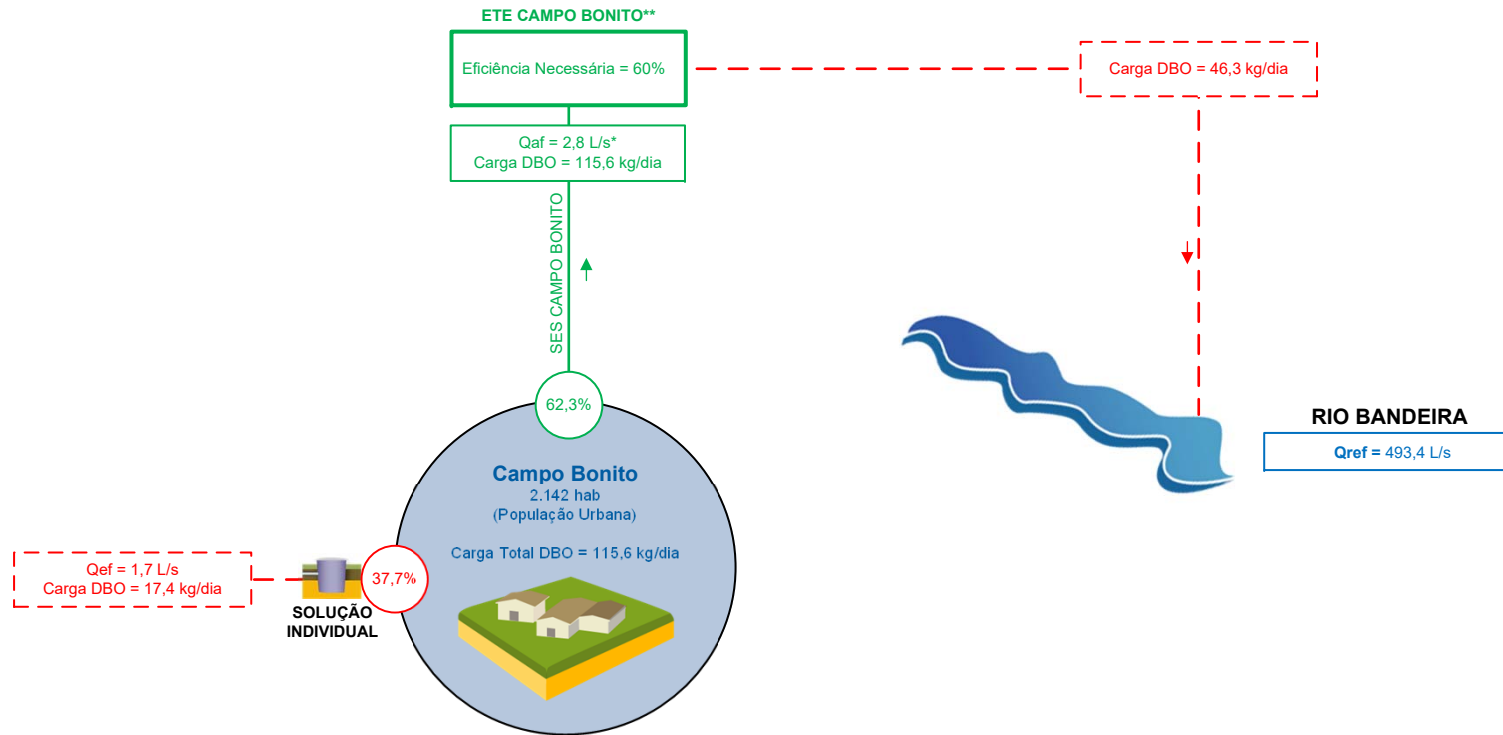 ETE CAMPO BONITO**
Eficiência Necessária = 60%
Carga DBO = 46,3 kg/dia
Qaf = 2,8 L/s*
Carga DBO = 115,6 kg/dia
SES CAMPO BONITO
62,3%
RIO BANDEIRA
Qref = 493,4 L/s
Campo Bonito
2.142 hab
(População Urbana)
Carga Total DBO = 115,6 kg/dia
Qef = 1,7 L/s
Carga DBO = 17,4 kg/dia
37,7%
SOLUÇÃO
INDIVIDUAL